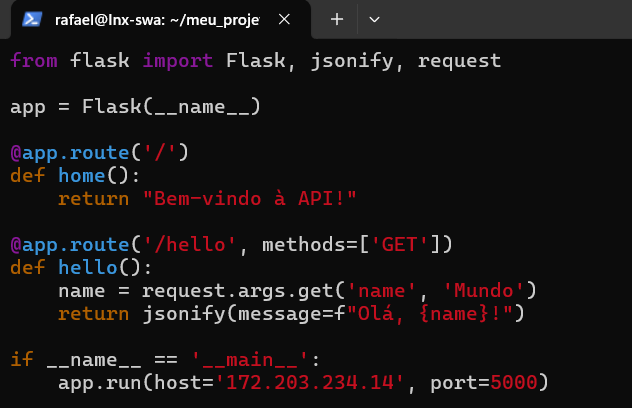 rafael@lnx-swa: ~/meu_proje
from flask import Flask, jsonify, request
app = Flask(__name__)
@app.route('/')
def home():
    return "Bem-vindo à API!"
@app.route('/hello', methods=['GET'])
def hello():
    name = request.args.get('name', 'Mundo')
    return jsonify(message=f"Olá, {name}!")
if __name__ == '__main__':
    app.run(host='172.203.234.14', port=5000)